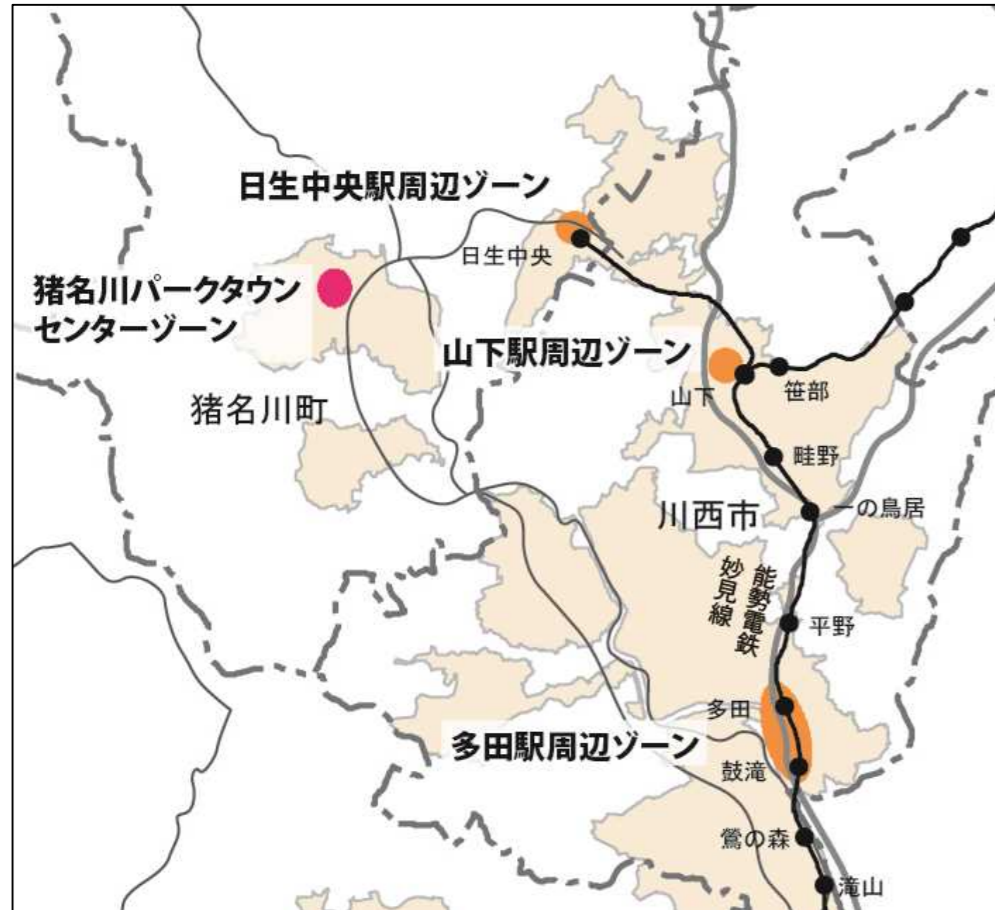 日生中央駅周辺ゾーン
日生中央
猪名川パークタウン
センターゾーン
山下駅周辺ゾーン
山下
笹部
猪名川町
畦野
川西市
一の鳥居
能勢電鉄
妙見線
平野
多田
多田駅周辺ゾーン
鼓滝
鶯の森
滝山